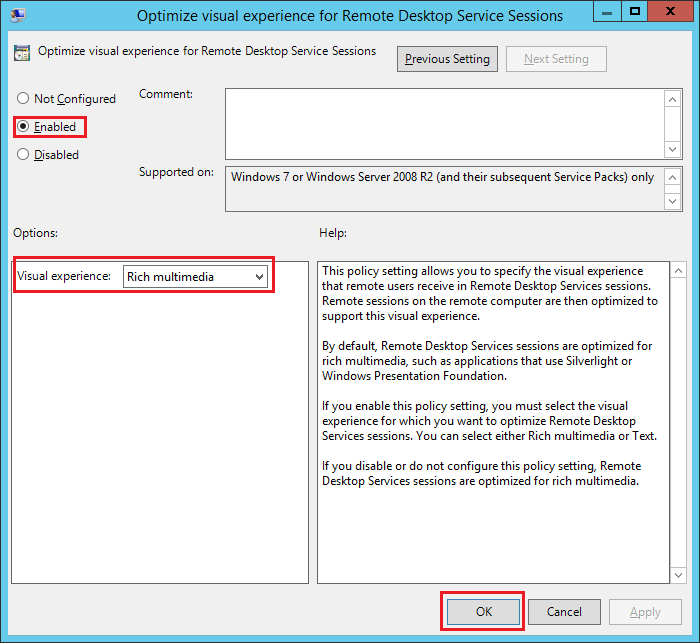 Optimize visual experience for Remote Desktop Service Sessions
Optimize visual experience for Remote Desktop Service Sessions
Previous Setting
Next Setting
Not Configured
Comment:
Enabled
Disabled
Supported on:
Windows 7 or Windows Server 2008 R2 (and their subsequent Service Packs) only
Options:
Help:
Visual experience:
Rich multimedia
This policy setting allows you to specify the visual experience
that remote users receive in Remote Desktop Services sessions.
Remote sessions on the remote computer are then optimized to
support this visual experience.
By default, Remote Desktop Services sessions are optimized for
rich multimedia, such as applications that use Silverlight or
Windows Presentation Foundation.
If you enable this policy setting, you must select the visual
experience for which you want to optimize Remote Desktop
Services sessions. You can select either Rich multimedia or Text.
If you disable or do not configure this policy setting, Remote
Desktop Services sessions are optimized for rich multimedia.
OK
Cancel
Apply